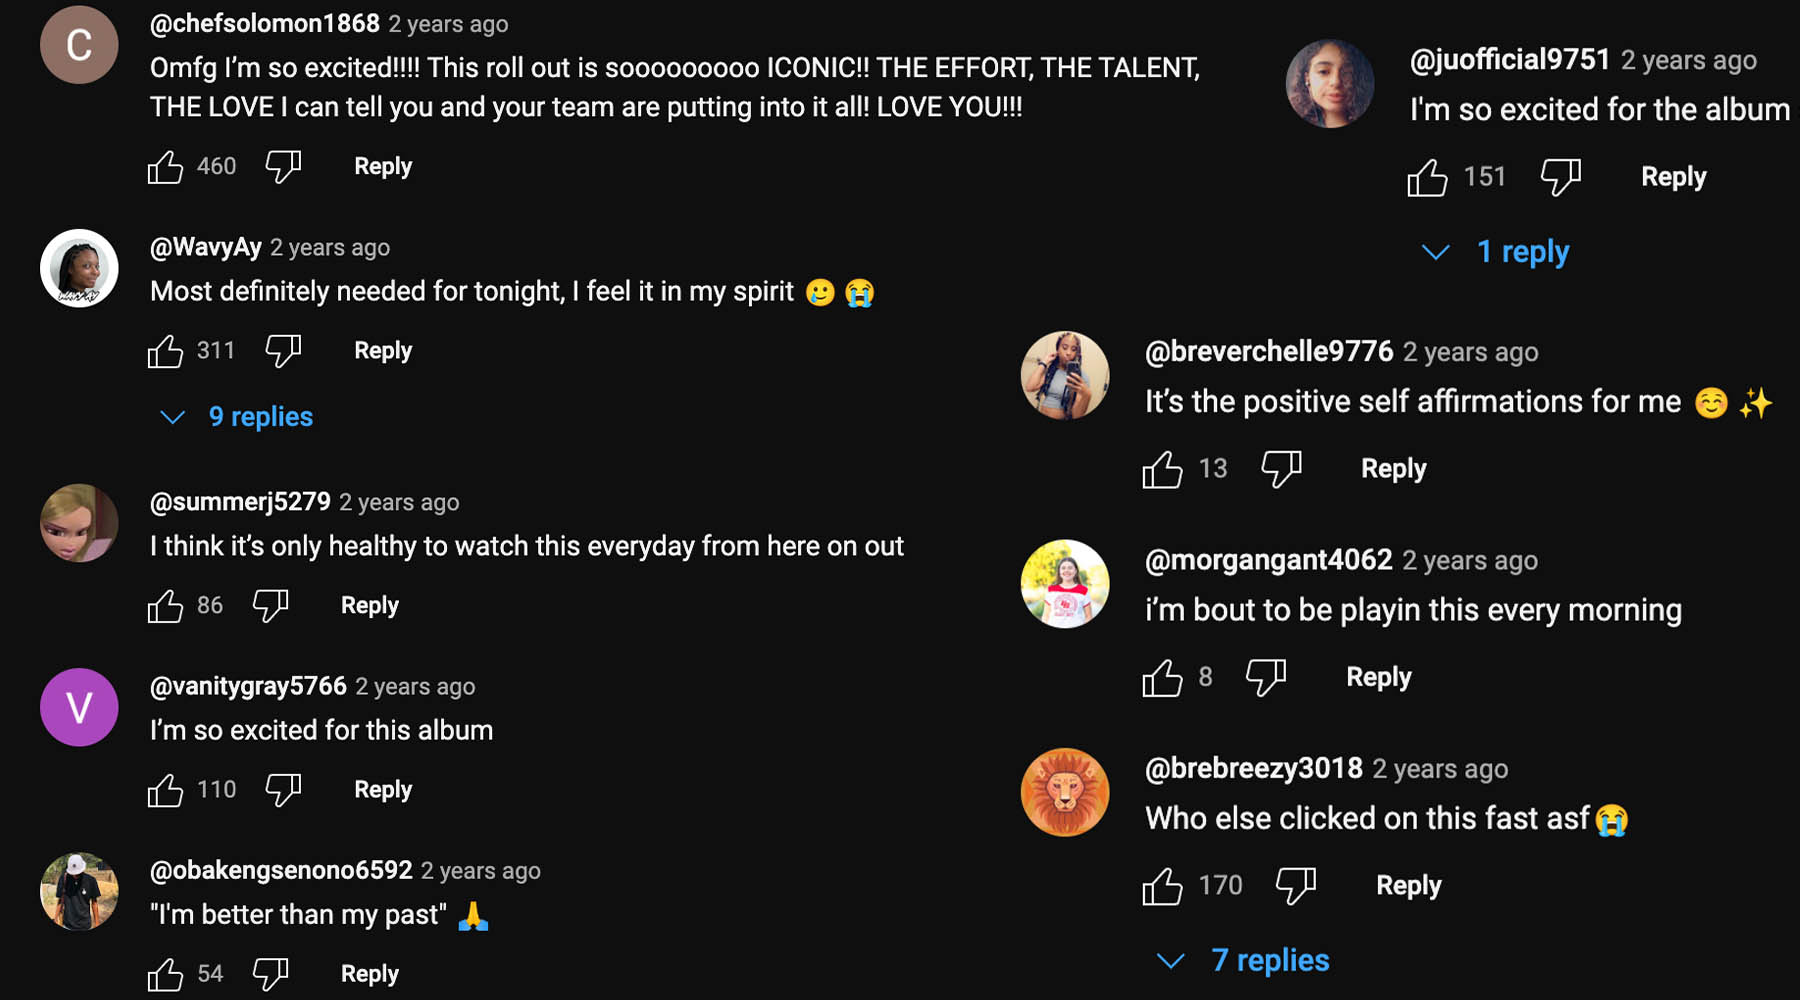 C
@chefsolomon1868 2 years ago
Omfg I’m so excited!!!! This roll out is sooooooooo ICONIC!! THE EFFORT, THE TALENT,
THE LOVE I can tell you and your team are putting into it all! LOVE YOU!!!
460 Reply
@WavyAy 2 years ago
Most definitely needed for tonight, I feel it in my spirit 🥲 😭
311 Reply
9 replies
@summerj5279 2 years ago
I think it’s only healthy to watch this everyday from here on out
86 Reply
V
@vanitygray5766 2 years ago
I’m so excited for this album
110 Reply
@obakengsenono6592 2 years ago
"I'm better than my past" 🙏
54 Reply
@juofficial9751 2 years ago
I'm so excited for the album
151 Reply
1 reply
@breverchelle9776 2 years ago
It’s the positive self affirmations for me ☺️ ✨
13 Reply
@morgangant4062 2 years ago
i’m bout to be playin this every morning
8 Reply
@brebreezy3018 2 years ago
Who else clicked on this fast asf😭
170 Reply
7 replies